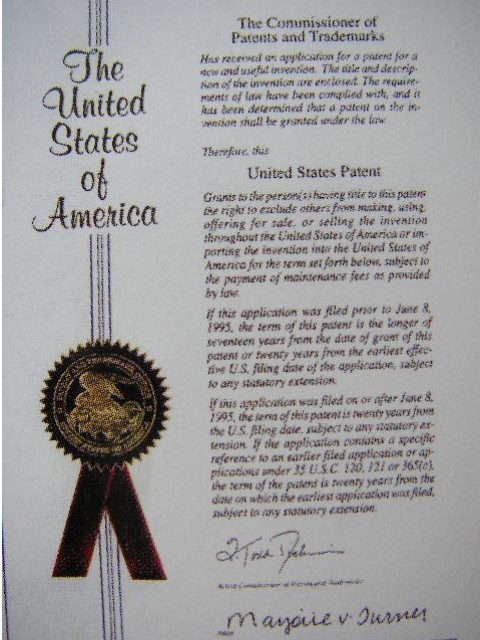 The Commissioner of
Patents and Trademarks
Has received an application for a patent for a
new and useful invention. The title and descrip-
tion of the invention are enclosed. The require-
ments of law have been complied with, and it
has been determined that a patent on the in-
vention shall be granted under the law.
Therefore, this
United States Patent
Grants to the person(s) having title to this patent
the right to exclude others from making, using,
offering for sale, or selling the invention
throughout the United States of America or im-
porting the invention into the United States of
America for the term set forth below, subject to
the payment of maintenance fees as provided
by law.
If this application was filed prior to June 8,
1995, the term of this patent is the longer of
seventeen years from the date of grant of this
patent or twenty years from the earliest effec-
tive U.S. filing date of the application, subject
to any statutory extension.
If this application was filed on or after June 8,
1995, the term of this patent is twenty years from
the U.S. filing date, subject to any statutory ex-
tension. If the application contains a specific
reference to an earlier filed application or ap-
plications under 35 U.S.C. 120, 121 or 365(c),
the term of the patent is twenty years from the
date on which the earliest application was filed,
subject to any statutory extension.
Acting Commissioner of Patents and Trademarks
Marjorie V. Turner
The
United
States
of
America